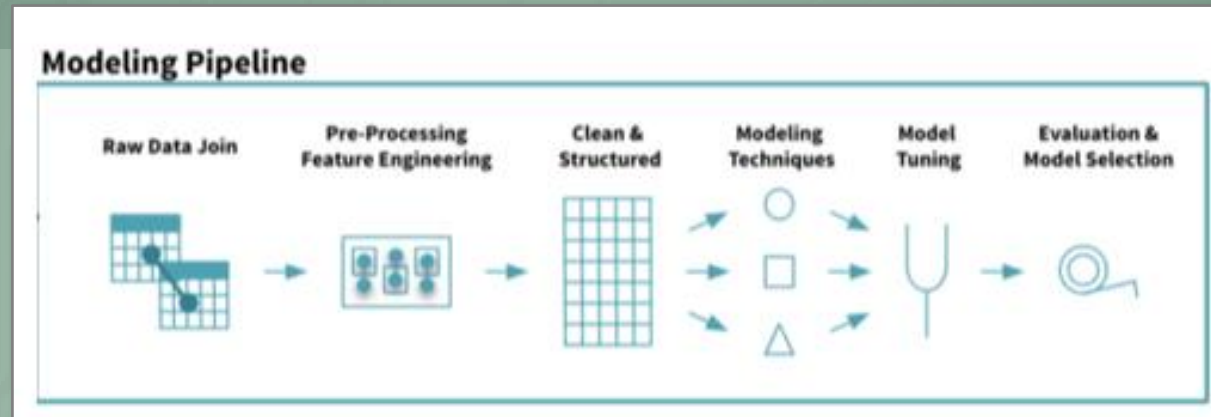 Modeling Pipeline
Raw Data Join
Pre-Processing
Feature Engineering
Clean &
Structured
Modeling
Techniques
Model
Tuning
Evaluation &
Model Selection